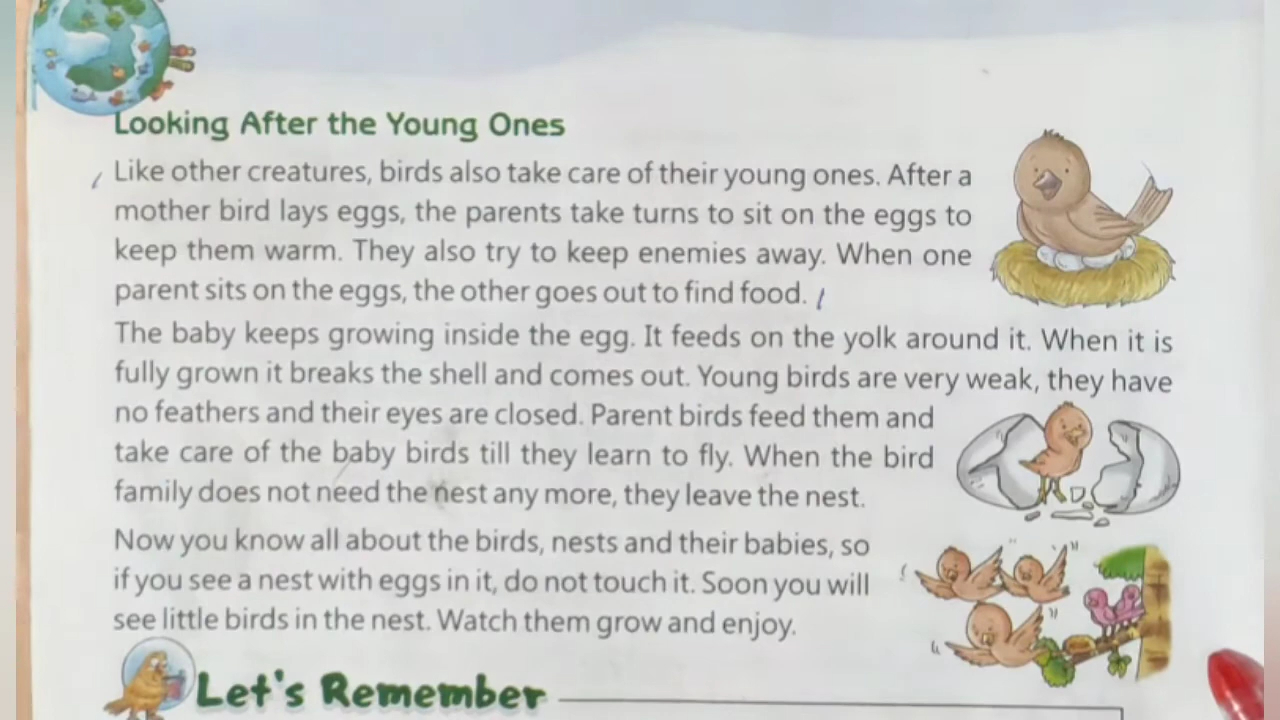 Looking After the Young Ones
Like other creatures, birds also take care of their young ones. After a
mother bird lays eggs, the parents take turns to sit on the eggs to
keep them warm. They also try to keep enemies away. When one
parent sits on the eggs, the other goes out to find food.
The baby keeps growing inside the egg. It feeds on the yolk around it. When it is
fully grown it breaks the shell and comes out. Young birds are very weak, they have
no feathers and their eyes are closed. Parent birds feed them and
take care of the baby birds till they learn to fly. When the bird
family does not need the nest any more, they leave the nest.
Now you know all about the birds, nests and their babies, so
if you see a nest with eggs in it, do not touch it. Soon you will
see little birds in the nest. Watch them grow and enjoy.
Let's Remember